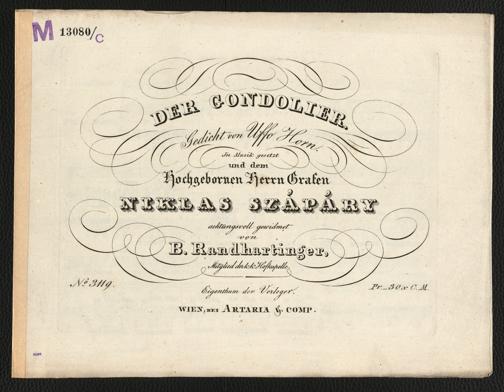 M 13080/c
DER GONDOLIER.
Gedicht von Uffo Horn.
In Musik gesetzt
und dem
Hochgebornen Herrn Grafen
NIKLAS SZÁPÁRY
achtungsvoll gewidmet
von
B. Randhartinger,
Mitglied der k.k. Hofkapelle.
No. 3119.
Eigenthum der Verleger.
Pr. 30 x C. M.
WIEN, BEI ARTARIA & COMP.